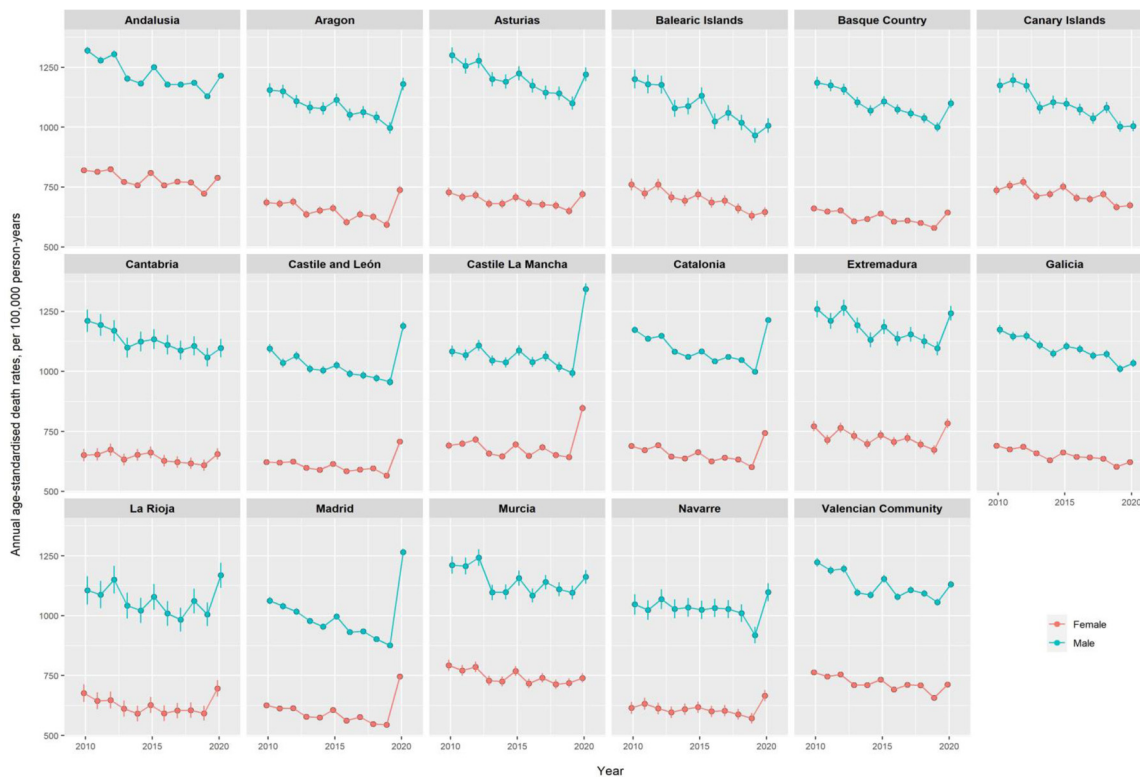 Andalusia
Aragon
Asturias
Balearic Islands
Basque Country
Canary Islands
1250
1000
750
500
Cantabria
Castile and León
Castile La Mancha
Catalonia
Extremadura
Galicia
1250
1000
750
500
2010 2015 2020
La Rioja
Madrid
Murcia
Navarre
Valencian Community
1250
1000
750
500
2010 2015 2020
2010 2015 2020
2010 2015 2020
2010 2015 2020
2010 2015 2020
Annual age-standardised death rates, per 100,000 person-years
Year
Female
Male